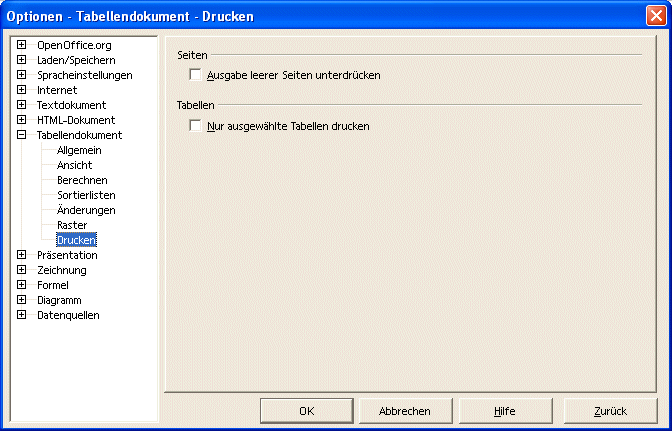 Optionen - Tabellendokument - Drucken
OpenOffice.org
Laden/Speichern
Spracheinstellungen
Internet
Textdokument
HTML-Dokument
Tabellendokument
Allgemein
Ansicht
Berechnen
Sortierlisten
Änderungen
Raster
Drucken
Präsentation
Zeichnung
Formel
Diagramm
Datenquellen
Seiten
Ausgabe leerer Seiten unterdrücken
Tabellen
Nur ausgewählte Tabellen drucken
OK
Abbrechen
Hilfe
Zurück